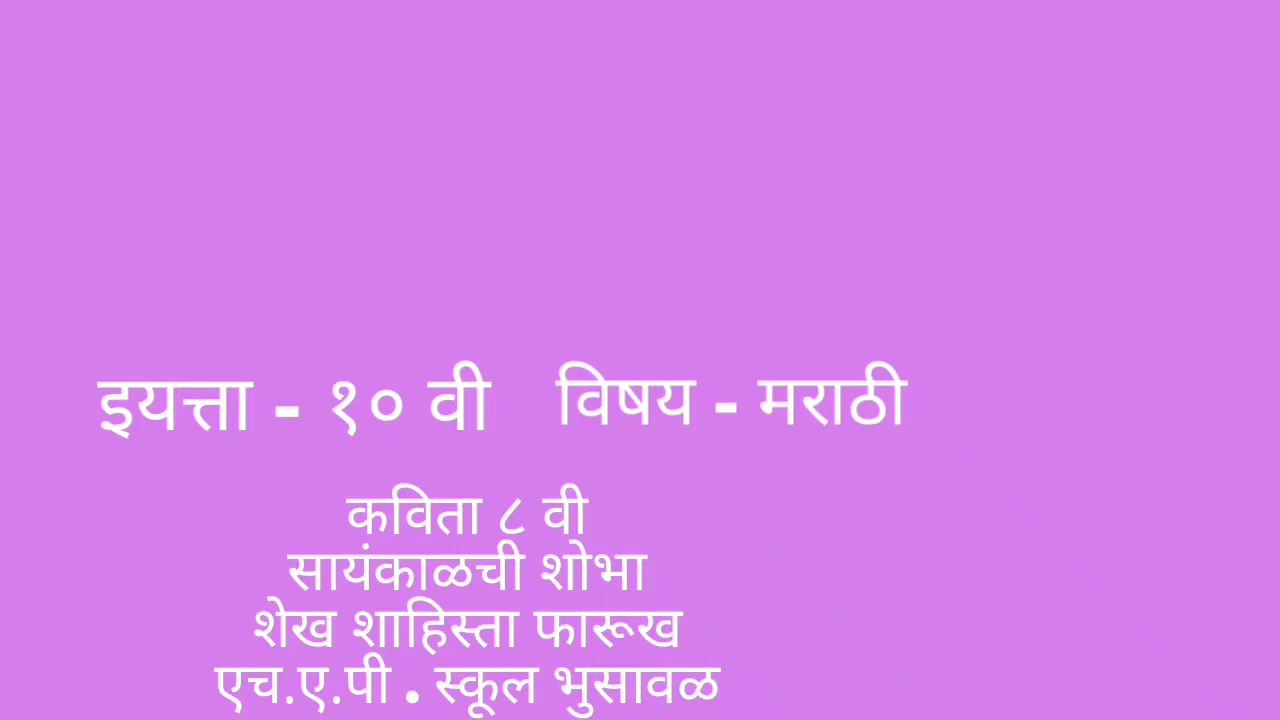 इयत्ता - १० वी विषय - मराठी
कविता ८ वी
सायंकाळची शोभा
शेख शाहिस्ता फारूख
एच.ए.पी . स्कूल भुसावळ